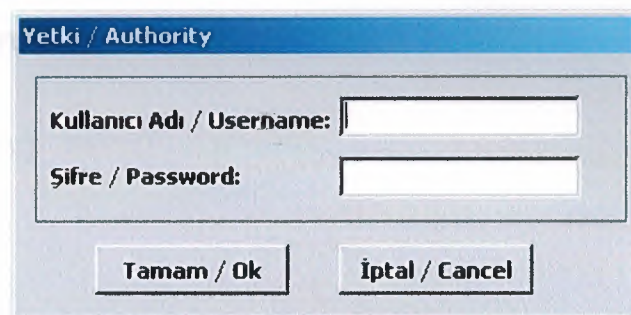 Yetki / Authority
Kullanıcı Adı / Username:
Şifre / Password:
Tamam / Ok
İptal / Cancel